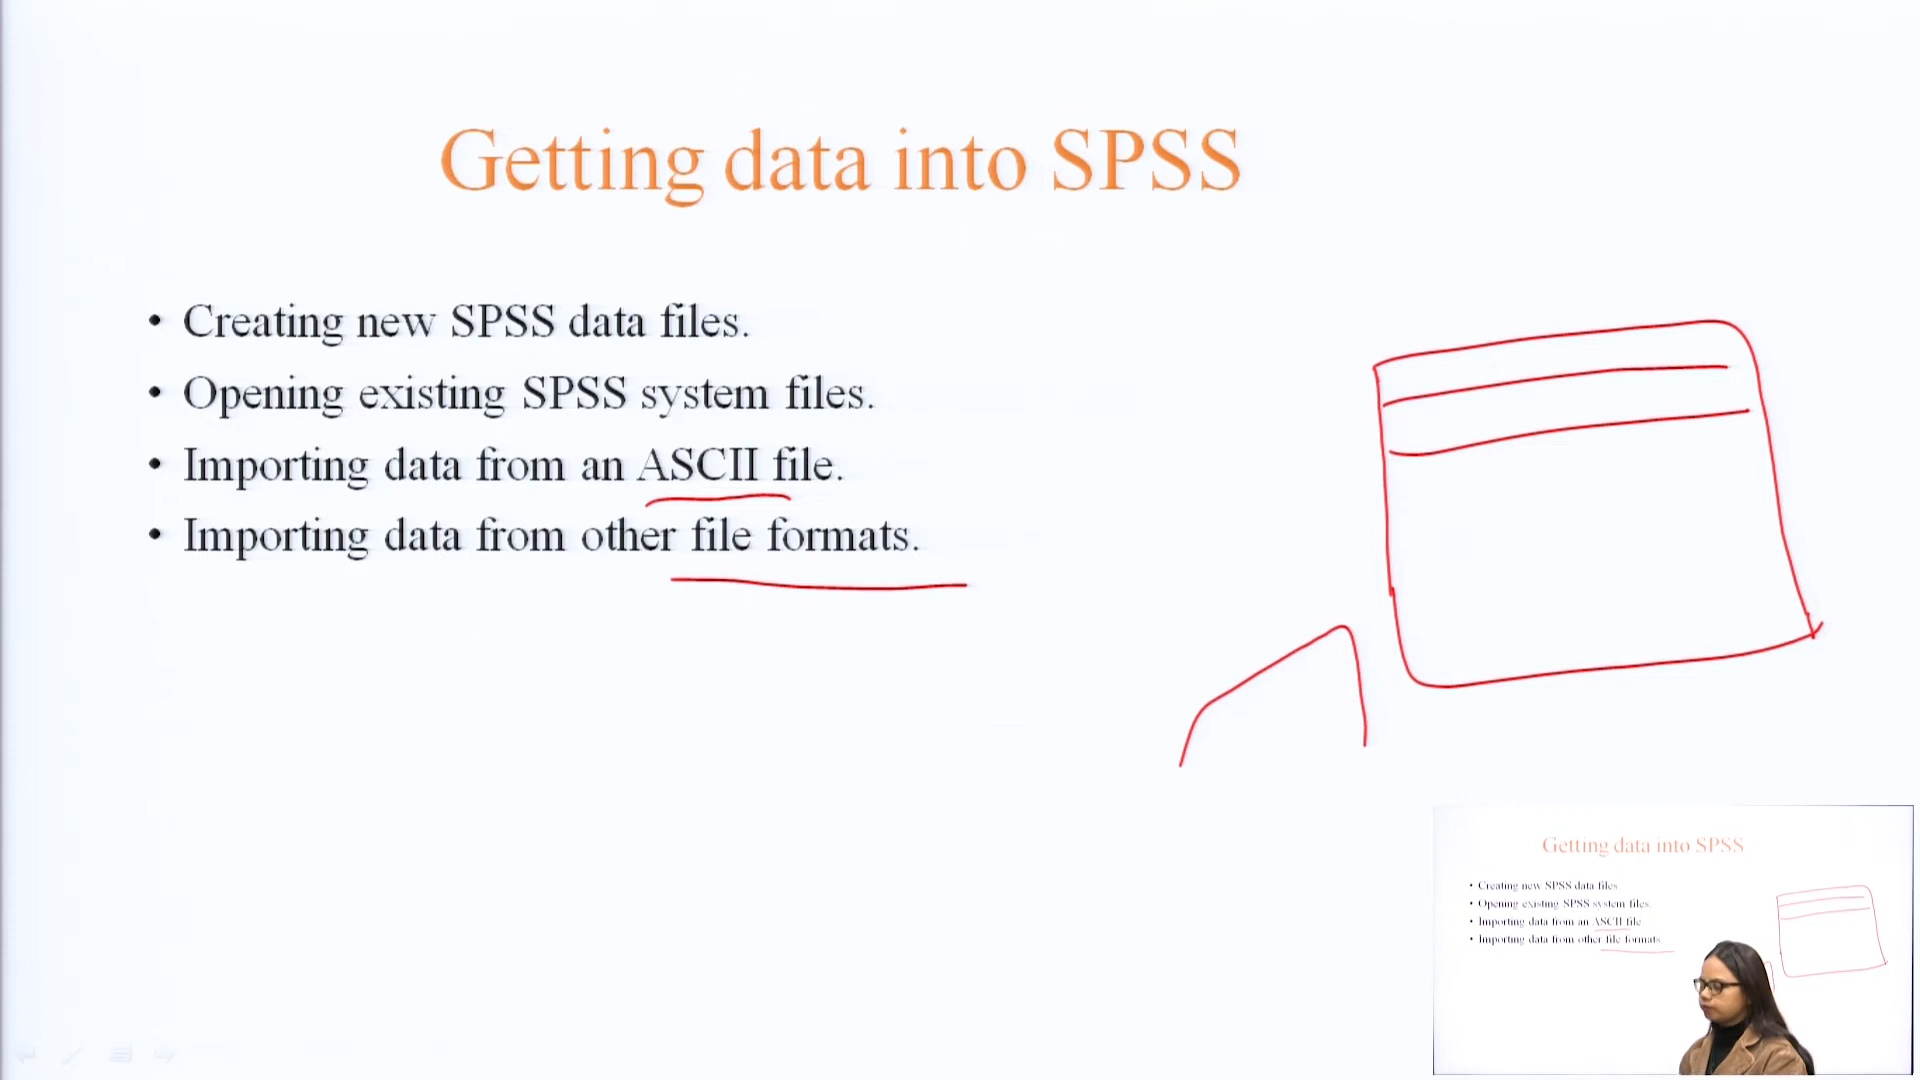 Getting data into SPSS
• Creating new SPSS data files.
• Opening existing SPSS system files.
• Importing data from an ASCII file.
• Importing data from other file formats.
Getting data into SPSS
• Creating new SPSS data files.
• Opening existing SPSS system files.
• Importing data from an ASCII file.
• Importing data from other file formats.